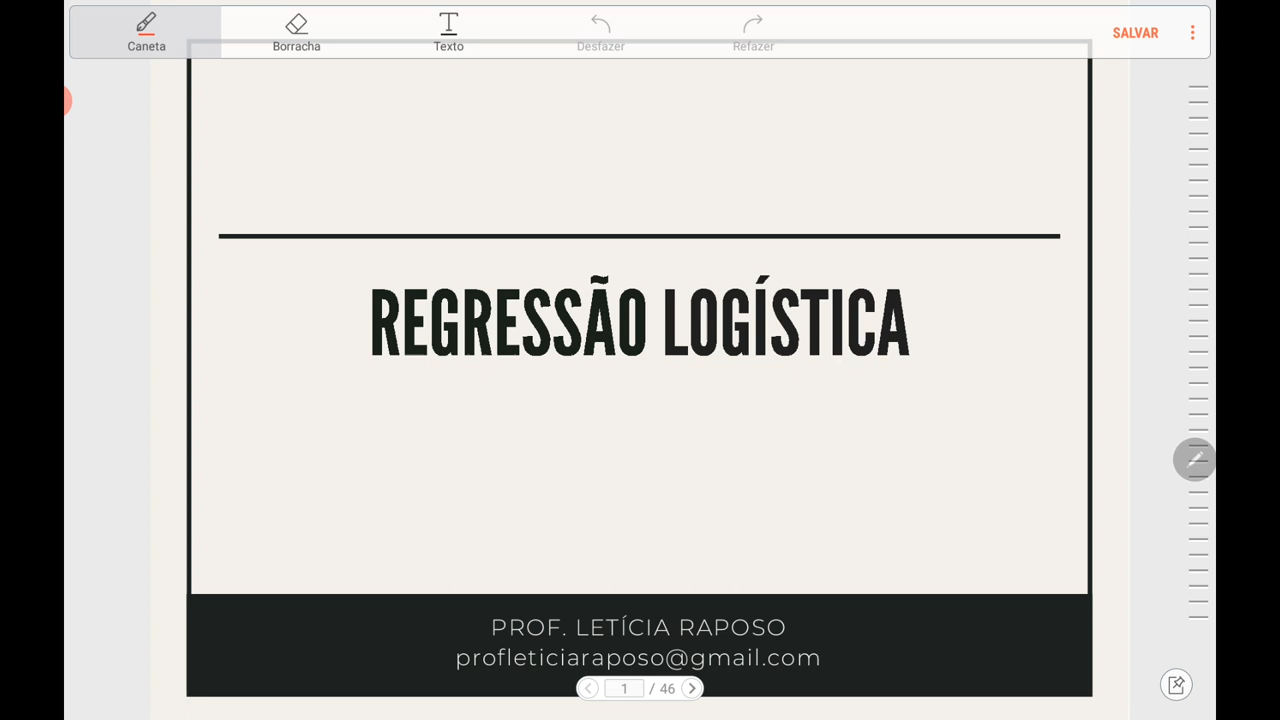 Caneta
Borracha
Texto
Desfazer
Refazer
SALVAR
REGRESSÃO LOGÍSTICA
PROF. LETÍCIA RAPOSO
profleticiaraposo@gmail.com
1 / 46